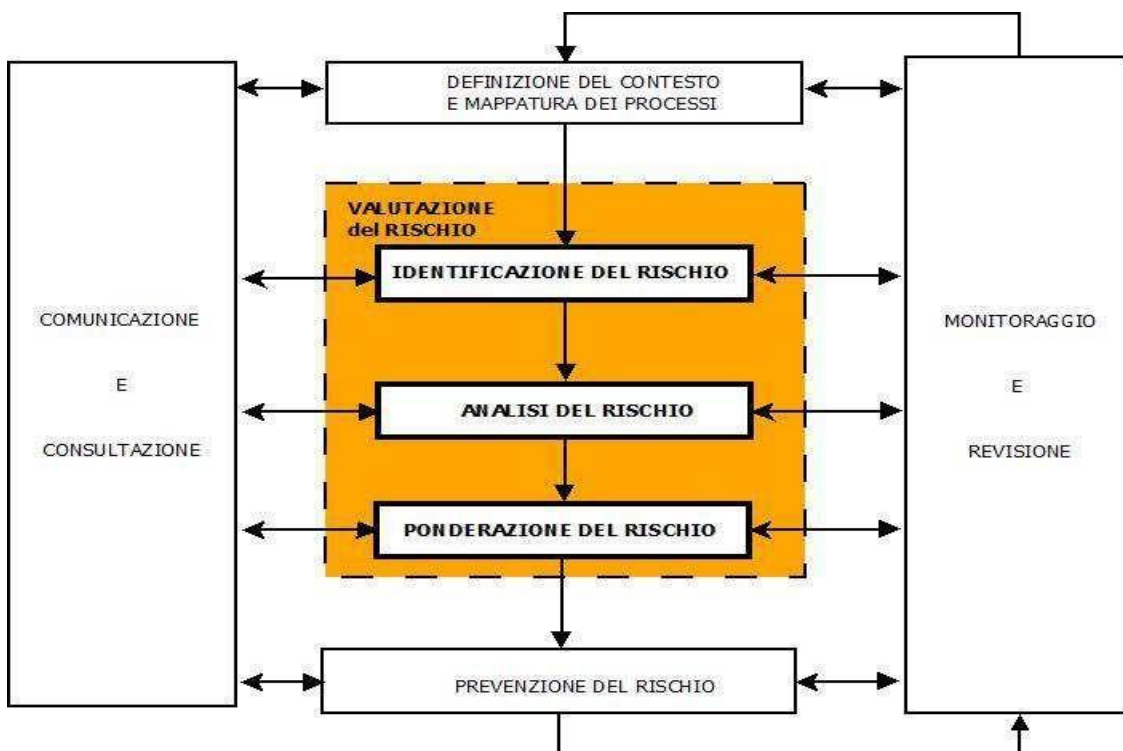 DEFINIZIONE DEL CONTESTO
E MAPPATURA DEI PROCESSI
VALUTAZIONE
del RISCHIO
IDENTIFICAZIONE DEL RISCHIO
COMUNICAZIONE
E
CONSULTAZIONE
ANALISI DEL RISCHIO
MONITORAGGIO
E
REVISIONE
PONDERAZIONE DEL RISCHIO
PREVENZIONE DEL RISCHIO